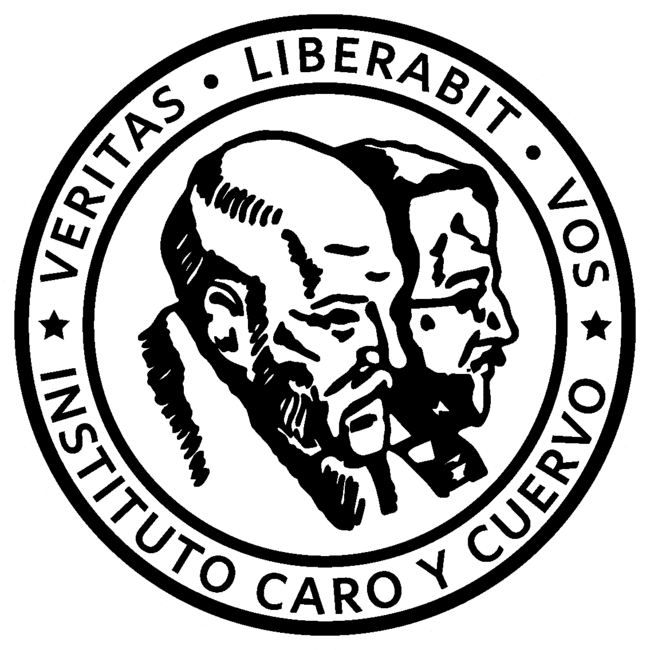 VERITAS • LIBERABIT • VOS
INSTITUTO CARO Y CUERVO